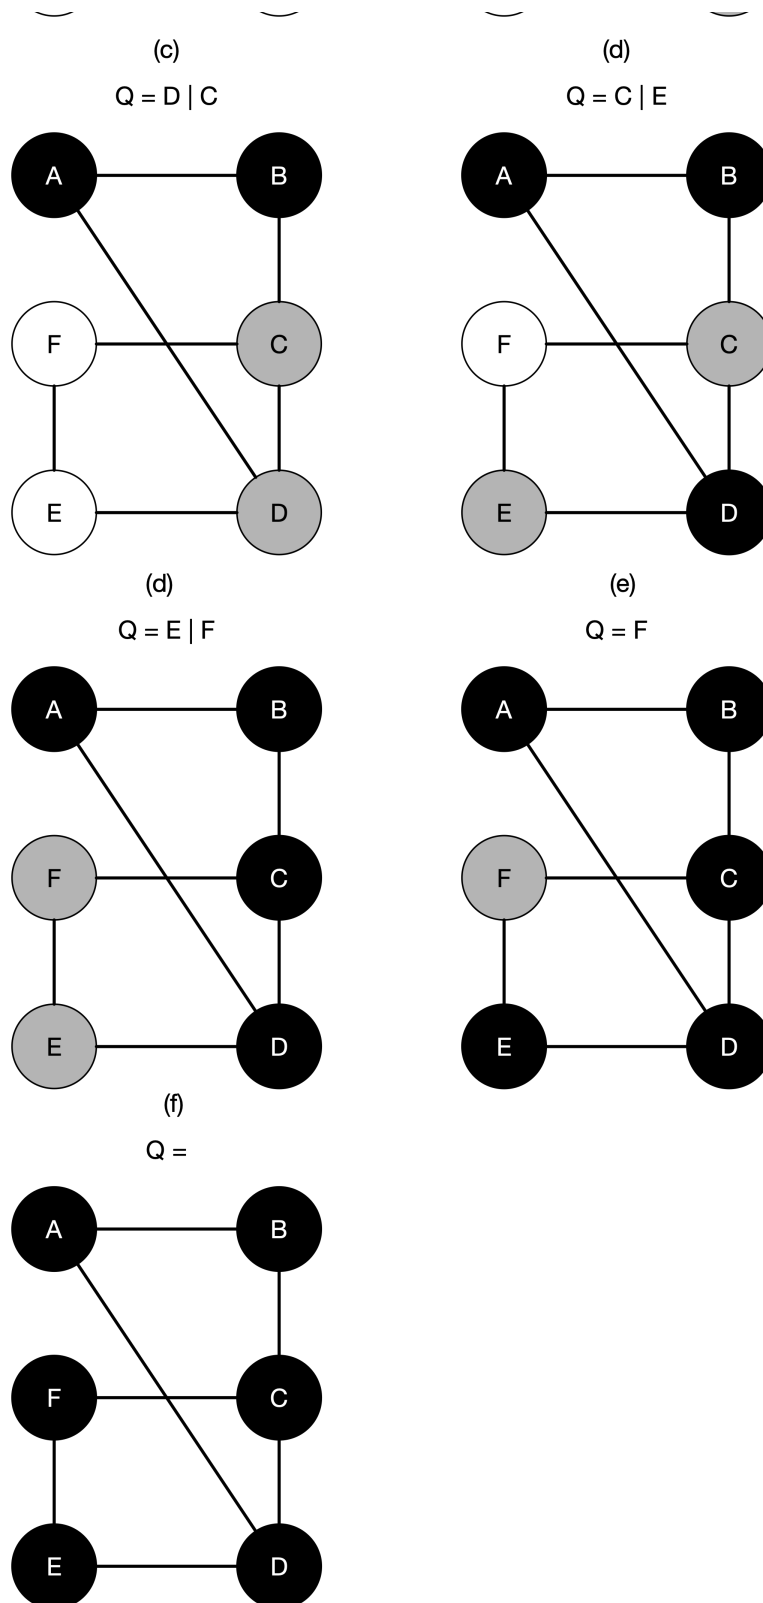 (c) (d)
Q = D | C Q = C | E
A B A B
F C F C
E D E D
(d) (e)
Q = E | F Q = F
A B A B
F C F C
E D E D
(f)
Q =
A B
F C
E D